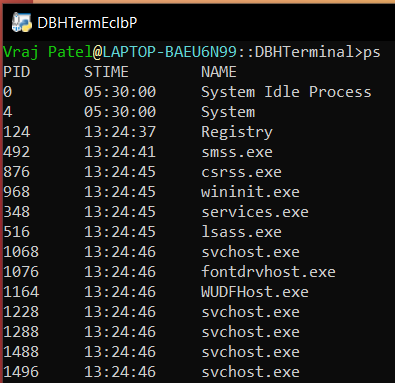 DBHTermEcIbP
Vraj Patel@LAPTOP-BAEU6N99::DBHTerminal>ps
PID STIME NAME
0 05:30:00 System Idle Process
4 05:30:00 System
124 13:24:37 Registry
492 13:24:41 smss.exe
876 13:24:45 csrss.exe
968 13:24:45 wininit.exe
348 13:24:45 services.exe
516 13:24:45 lsass.exe
1068 13:24:46 svchost.exe
1076 13:24:46 fontdrvhost.exe
1164 13:24:46 WUDFHost.exe
1228 13:24:46 svchost.exe
1288 13:24:46 svchost.exe
1488 13:24:46 svchost.exe
1496 13:24:46 svchost.exe